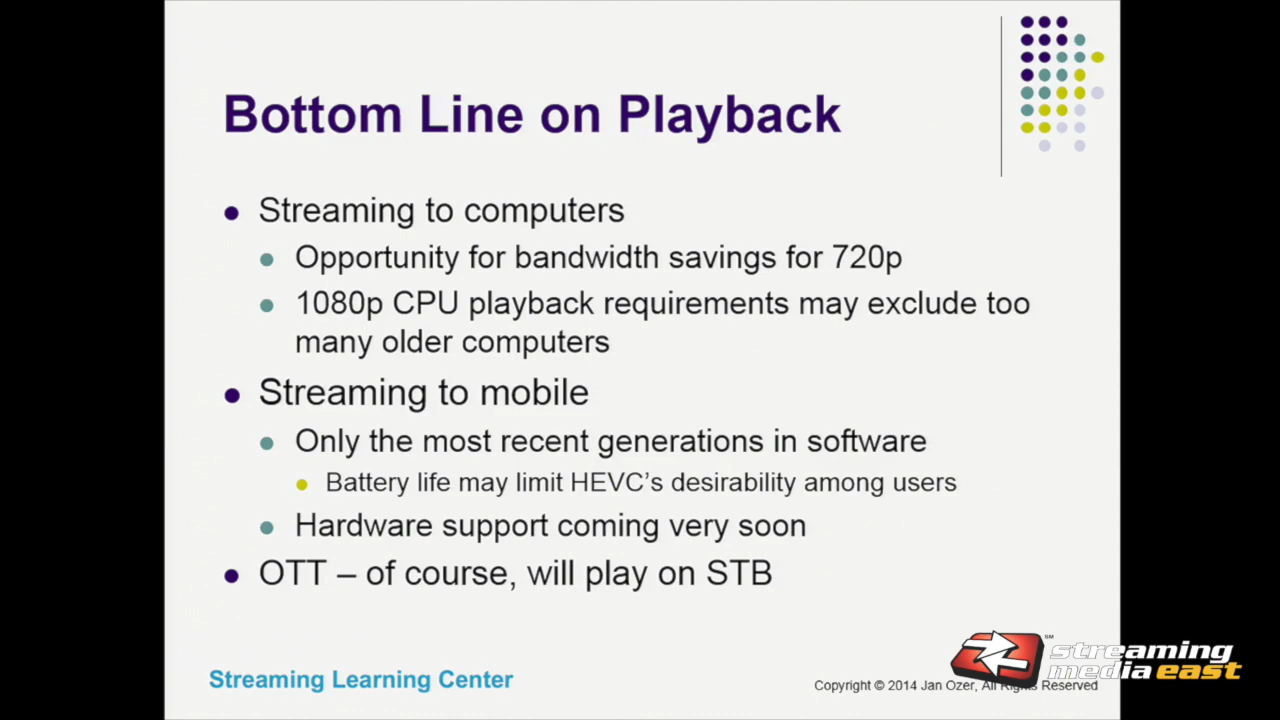 Bottom Line on Playback
Streaming to computers
Opportunity for bandwidth savings for 720p
1080p CPU playback requirements may exclude too
many older computers
Streaming to mobile
Only the most recent generations in software
Battery life may limit HEVC's desirability among users
Hardware support coming very soon
OTT – of course, will play on STB
Streaming Learning Center
Copyright © 2014 Jan Ozer, All Rights Reserved
SM
streaming
media east